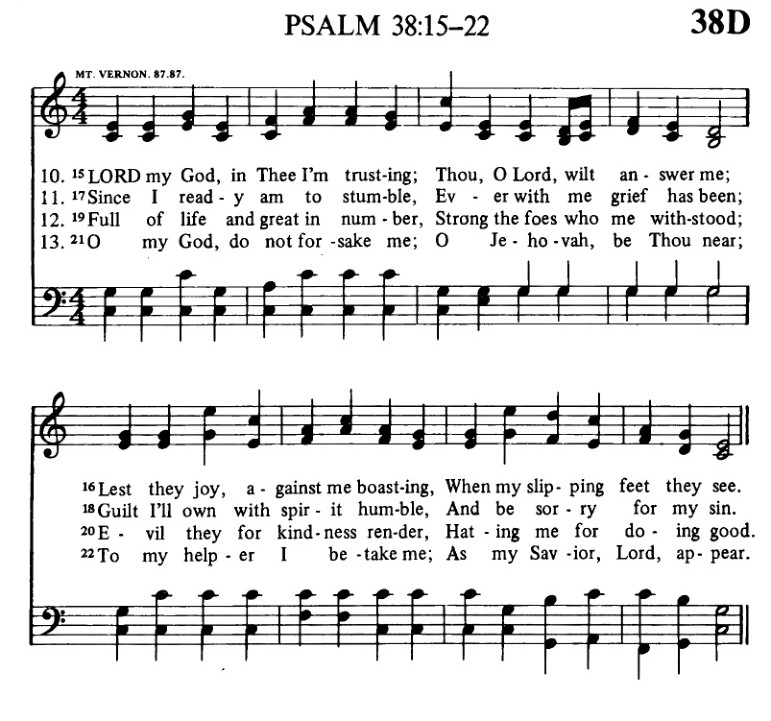 PSALM 38:15–22 38D
MT. VERNON. 87.87.
10. 15 LORD my God, in Thee I'm trust-ing; Thou, O Lord, wilt an-swer me;
11. 17 Since I read-y am to stum-ble, Ev-er with me grief has been;
12. 19 Full of life and great in num-ber, Strong the foes who me with-stood;
13. 21 O my God, do not for-sake me; O Je-ho-vah, be Thou near;
16 Lest they joy, a-gainst me boast-ing, When my slip-ping feet they see.
18 Guilt I'll own with spir-it hum-ble, And be sor-ry for my sin.
20 E-vil they for kind-ness ren-der, Hat-ing me for do-ing good.
22 To my help-er I be-take me; As my Sav-ior, Lord, ap-pear.